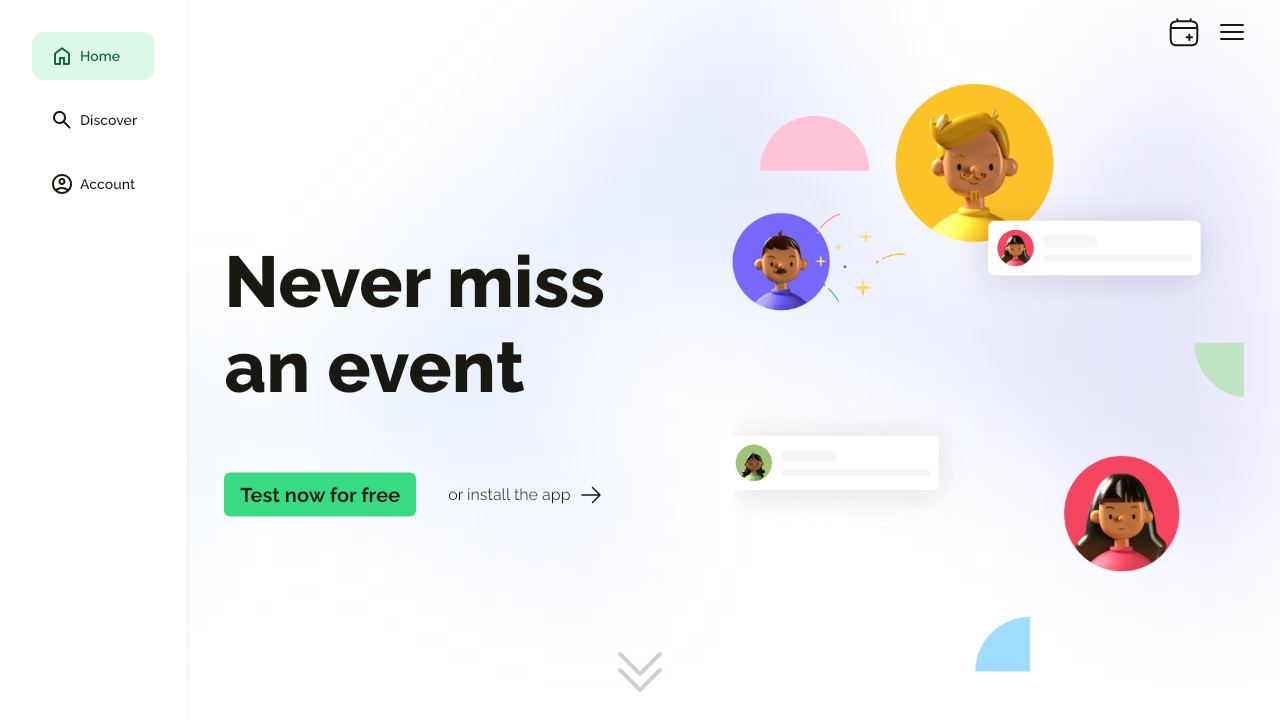 Home
Discover
Account
Never miss
an event
Test now for free
or install the app